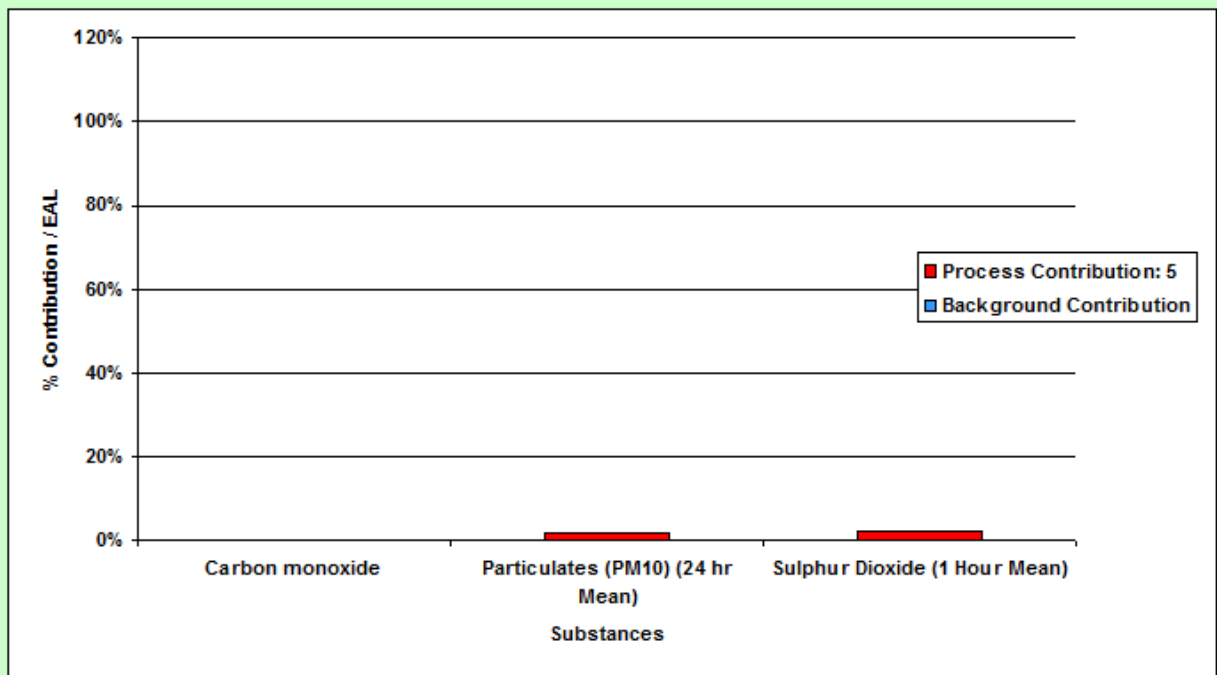 120%
100%
80%
60%
40%
20%
0%
% Contribution / EAL
Process Contribution: 5
Background Contribution
Carbon monoxide
Particulates (PM10) (24 hr
Mean)
Sulphur Dioxide (1 Hour Mean)
Substances